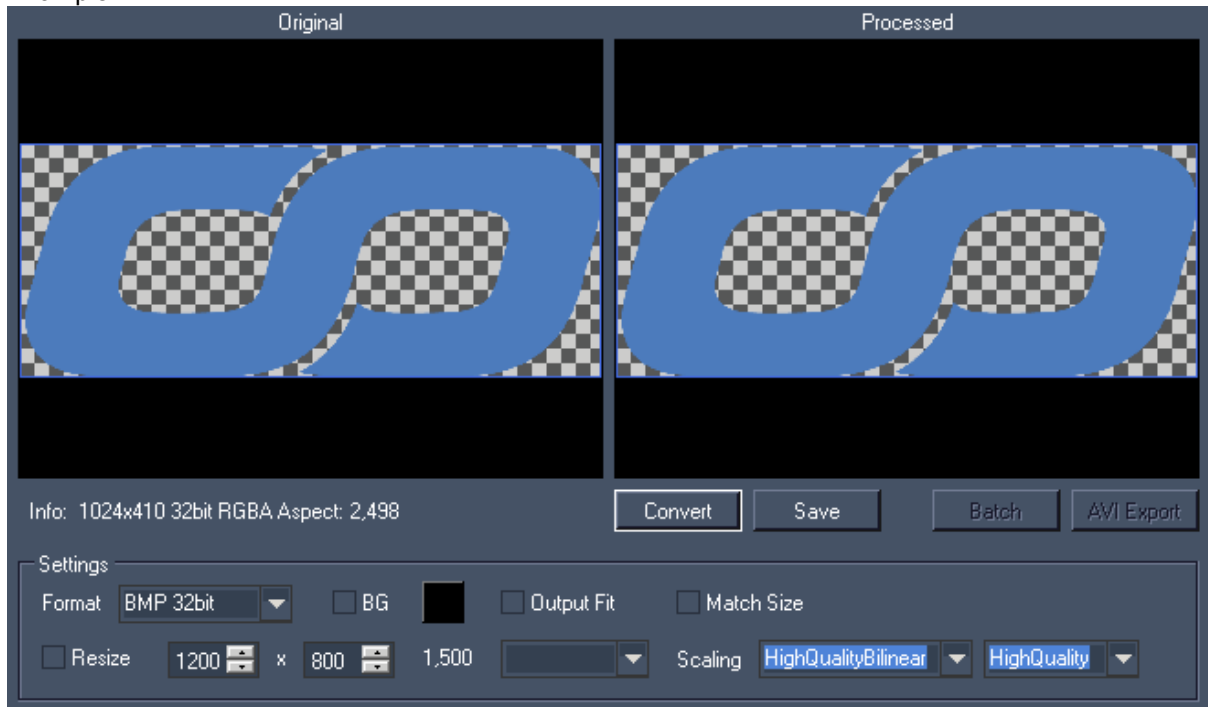 Original
Processed
Info: 1024x410 32bit RGBA Aspect: 2,498
Convert
Save
Batch
AVI Export
Settings
Format BMP 32bit BG Output Fit Match Size
Resize 1200 x 800 1,500 Scaling HighQualityBilinear HighQuality